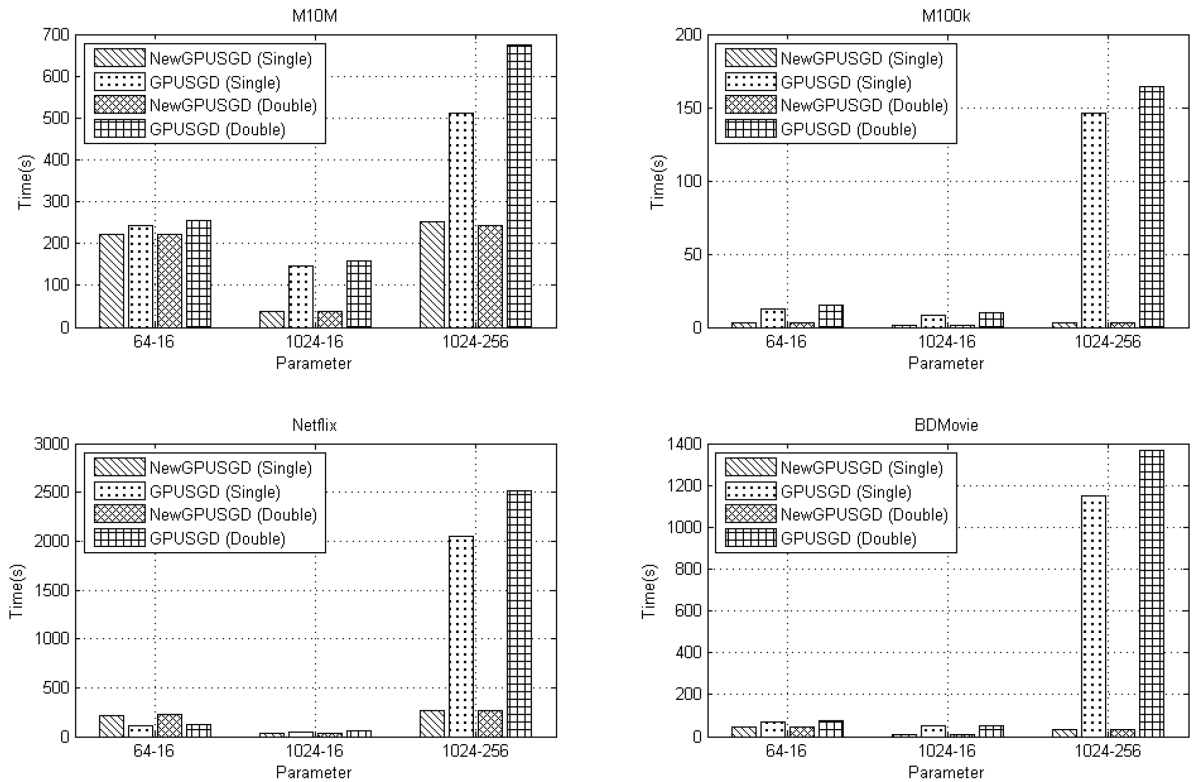 M10M
700
600
500
400
300
200
100
0
Time(s)
NewGPUSGD (Single)
GPUSGD (Single)
NewGPUSGD (Double)
GPUSGD (Double)
64-16
1024-16
1024-256
Parameter
M100k
200
150
100
50
0
Time(s)
NewGPUSGD (Single)
GPUSGD (Single)
NewGPUSGD (Double)
GPUSGD (Double)
64-16
1024-16
1024-256
Parameter
Netflix
3000
2500
2000
1500
1000
500
0
Time(s)
NewGPUSGD (Single)
GPUSGD (Single)
NewGPUSGD (Double)
GPUSGD (Double)
64-16
1024-16
1024-256
Parameter
BDMovie
1400
1200
1000
800
600
400
200
0
Time(s)
NewGPUSGD (Single)
GPUSGD (Single)
NewGPUSGD (Double)
GPUSGD (Double)
64-16
1024-16
1024-256
Parameter